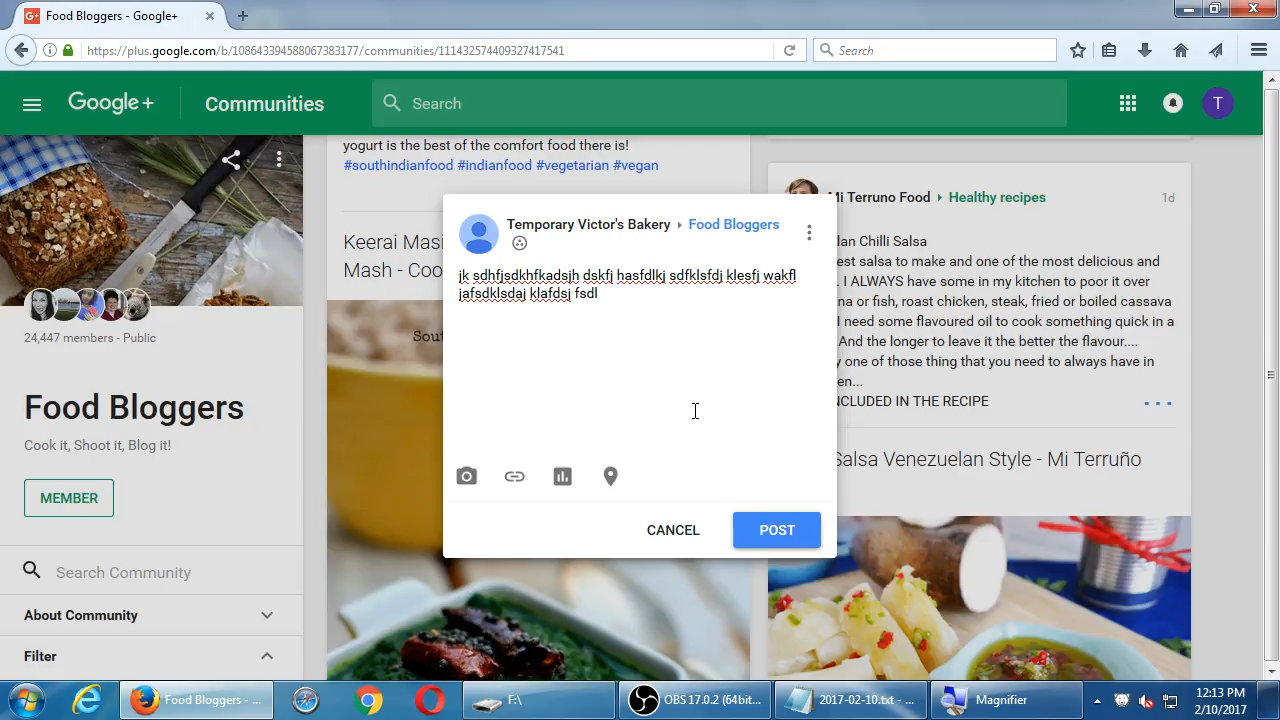 Food Bloggers - Google+
https://plus.google.com/b/108643394588067383177/communities/111432574409327417541
Search
Google+
Communities
Search
T
yogurt is the best of the comfort food there is!
#southindianfood #indianfood #vegetarian #vegan
Keerai Masi
Mash - Coo
Sout
24,447 members - Public
Food Bloggers
Cook it, Shoot it, Blog it!
MEMBER
Search Community
About Community
Filter
Temporary Victor's Bakery
Food Bloggers
jk sdhfjsdkhfkadsjh dskfj hasfdlkj sdfklsfdj klesfj wakfl
jafsdklsdaj klafdsj fsdl
CANCEL
POST
Mi Terruno Food
Healthy recipes
1d
lan Chilli Salsa
est salsa to make and one of the most delicious and
. I ALWAYS have some in my kitchen to poor it over
na or fish, roast chicken, steak, fried or boiled cassava
I need some flavoured oil to cook something quick in a
And the longer to leave it the better the flavour....
y one of those thing that you need to always have in
en...
NCLUDED IN THE RECIPE
Salsa Venezuelan Style - Mi Terruño
Food Bloggers - ...
F:\
OBS 17.0.2 (64bit...
2017-02-10.txt - ...
Magnifier
12:13 PM
2/10/2017